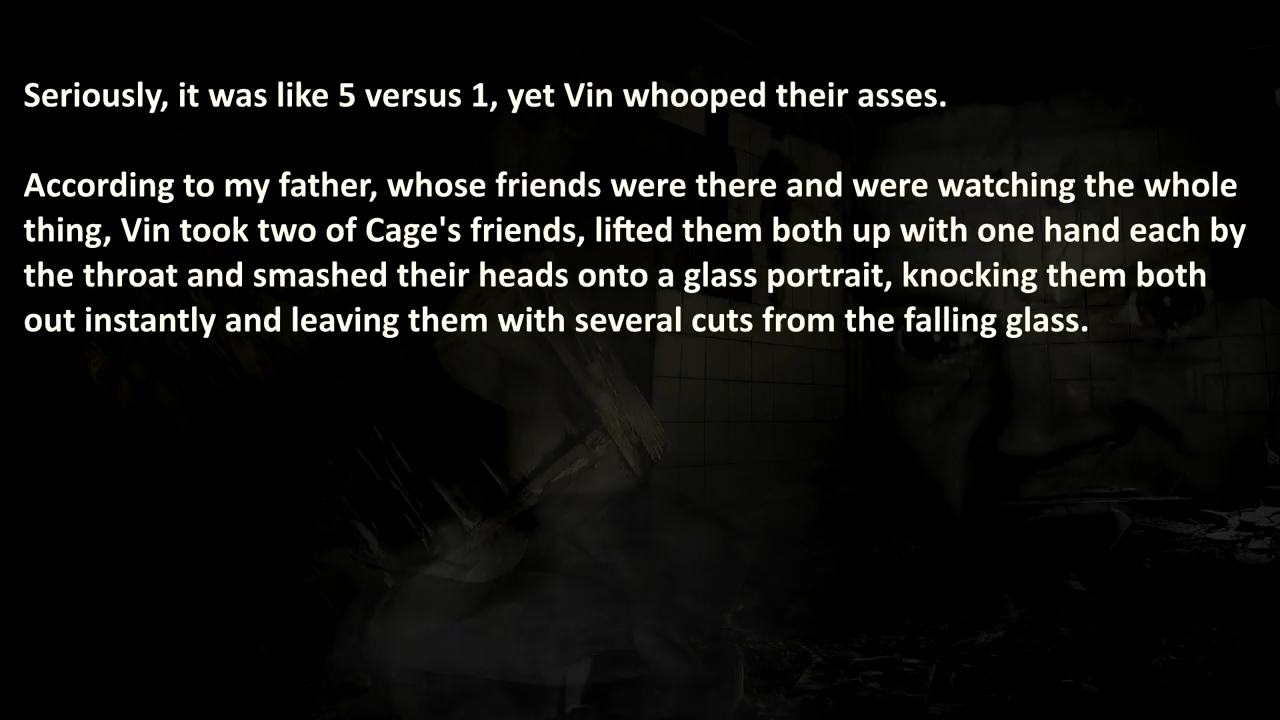 Seriously, it was like 5 versus 1, yet Vin whooped their asses.
According to my father, whose friends were there and were watching the whole
thing, Vin took two of Cage's friends, lifted them both up with one hand each by
the throat and smashed their heads onto a glass portrait, knocking them both
out instantly and leaving them with several cuts from the falling glass.